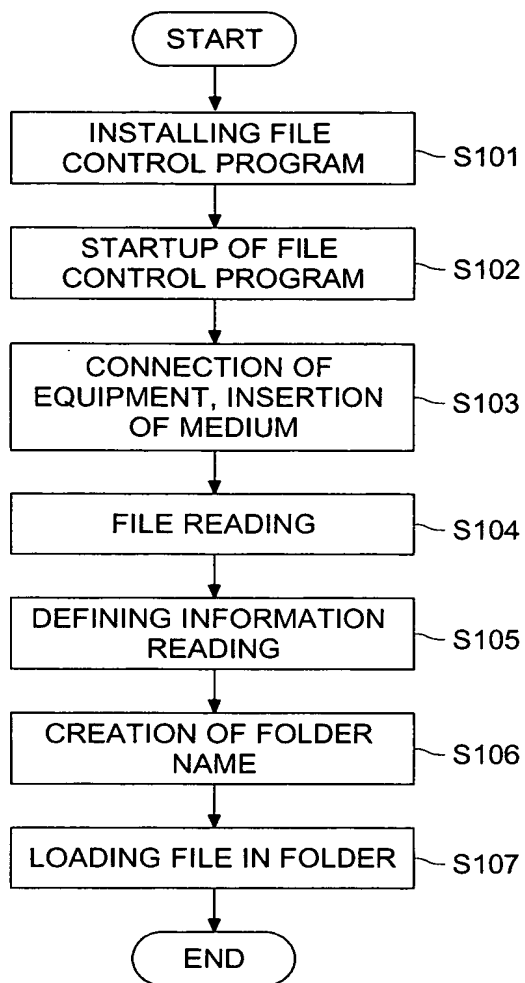 START
INSTALLING FILE
CONTROL PROGRAM
S101
STARTUP OF FILE
CONTROL PROGRAM
S102
CONNECTION OF
EQUIPMENT, INSERTION
OF MEDIUM
S103
FILE READING
S104
DEFINING INFORMATION
READING
S105
CREATION OF FOLDER
NAME
S106
LOADING FILE IN FOLDER
S107
END